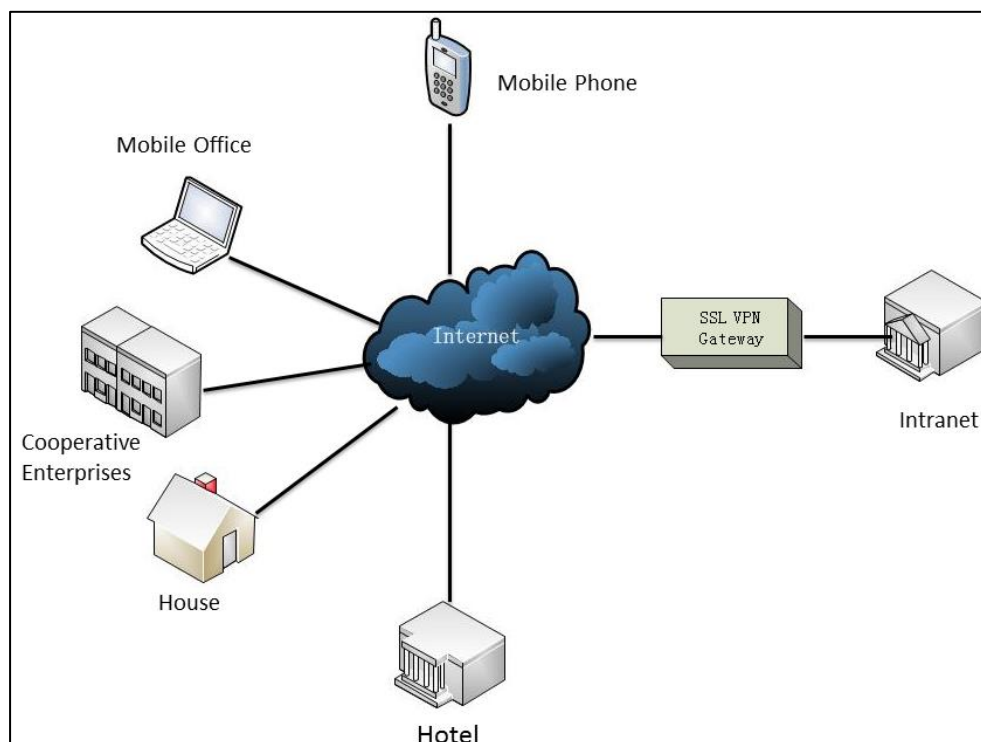 Mobile Phone
Mobile Office
Internet
SSL VPN
Gateway
Intranet
Cooperative
Enterprises
House
Hotel